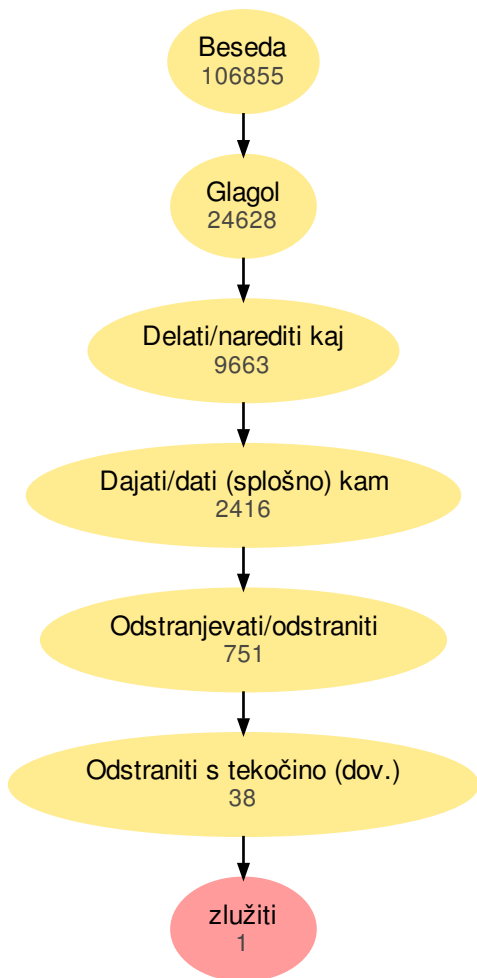 Beseda
106855
Glagol
24628
Delati/narediti kaj
9663
Dajati/dati (splošno) kam
2416
Odstranjevati/odstraniti
751
Odstraniti s tekočino (dov.)
38
zlužiti
1